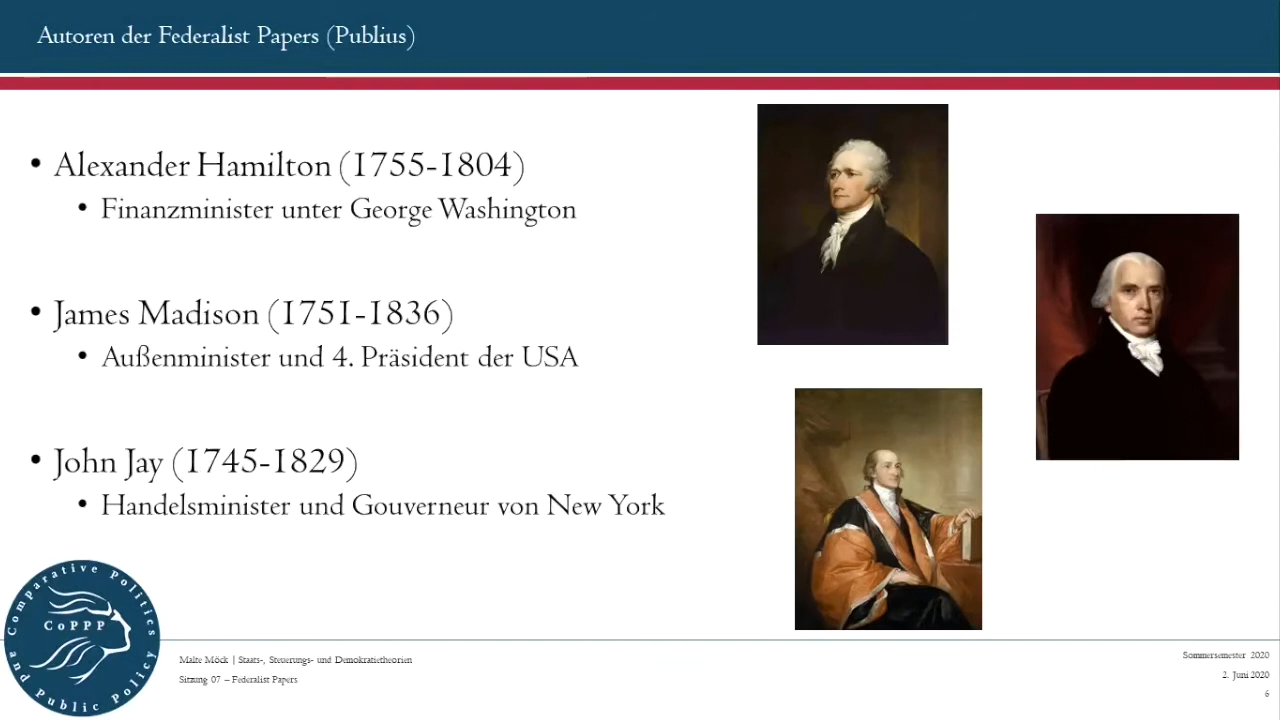 Autoren der Federalist Papers (Publius)
• Alexander Hamilton (1755-1804)
• Finanzminister unter George Washington
• James Madison (1751-1836)
• Außenminister und 4. Präsident der USA
• John Jay (1745-1829)
• Handelsminister und Gouverneur von New York
Comparative Politics
CoPPP
and Public Policy
Malte Möck | Staats-, Steuerungs- und Demokratietheorien
Sitzung 07 – Federalist Papers
Sommersemester 2020
2. Juni 2020
6